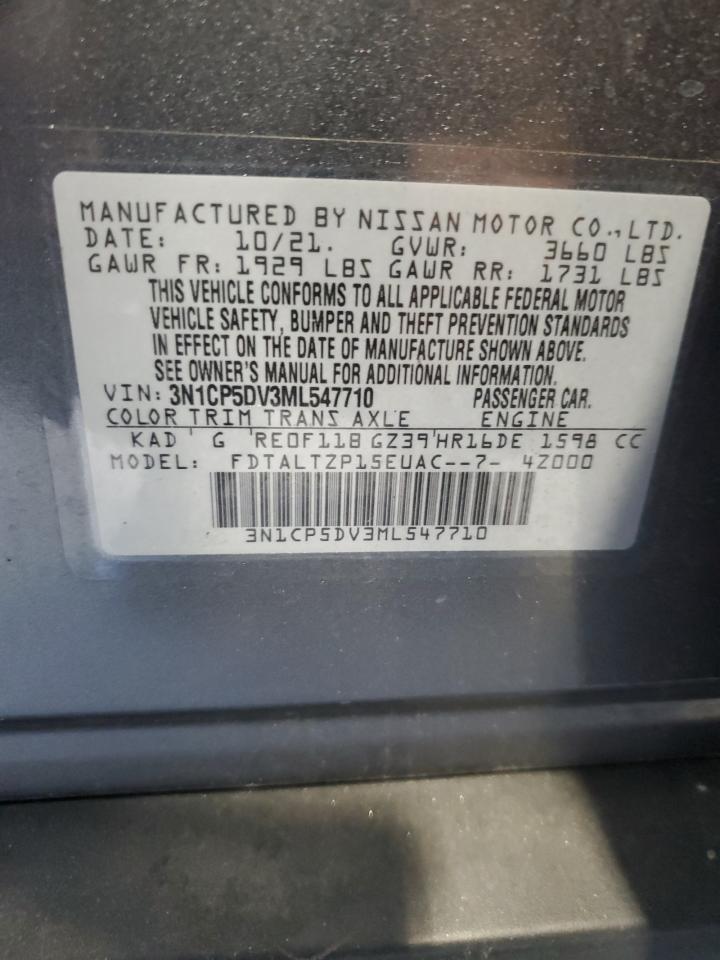 MANUFACTURED BY NISSAN MOTOR CO., LTD.
DATE: 10/21. GVWR: 3660 LBS
GAWR FR: 1929 LBS GAWR RR: 1731 LBS
THIS VEHICLE CONFORMS TO ALL APPLICABLE FEDERAL MOTOR
VEHICLE SAFETY, BUMPER AND THEFT PREVENTION STANDARDS
IN EFFECT ON THE DATE OF MANUFACTURE SHOWN ABOVE.
SEE OWNER'S MANUAL FOR ADDITIONAL INFORMATION.
VIN: 3N1CP5DV3ML547710 PASSENGER CAR.
COLOR TRIM TRANS AXLE ENGINE
KAD ' G 'RE0F11B GZ39'HR16DE 1598 CC
MODEL: FDTALTZP15EUAC--7- 4Z000
3N1CP5DV3ML547710